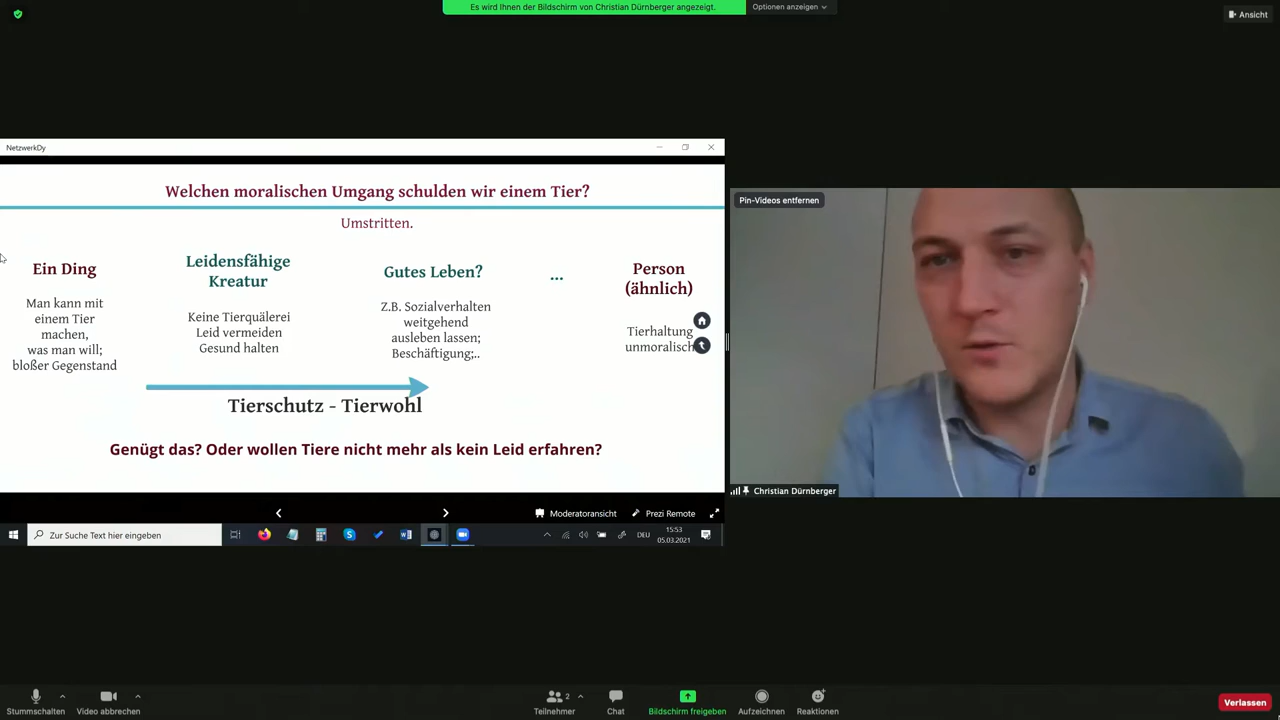 Es wird Ihnen der Bildschirm von Christian Dürnberger angezeigt.
Optionen anzeigen
Ansicht
NetzwerkDy
Welchen moralischen Umgang schulden wir einem Tier?
Umstritten.
Ein Ding
Man kann mit
einem Tier
machen,
was man will;
bloßer Gegenstand
Leidensfähige
Kreatur
Keine Tierquälerei
Leid vermeiden
Gesund halten
Gutes Leben?
Z.B. Sozialverhalten
weitgehend
ausleben lassen;
Beschäftigung;..
...
Person
(ähnlich)
Tierhaltung
unmoralisch
Tierschutz - Tierwohl
Genügt das? Oder wollen Tiere nicht mehr als kein Leid erfahren?
Moderatoransicht
Prezi Remote
Zur Suche Text hier eingeben
DEU
15:53
05.03.2021
Pin-Videos entfernen
Christian Dürnberger
Stummschalten
Video abbrechen
2
Teilnehmer
Chat
Bildschirm freigeben
Aufzeichnen
Reaktionen
Verlassen